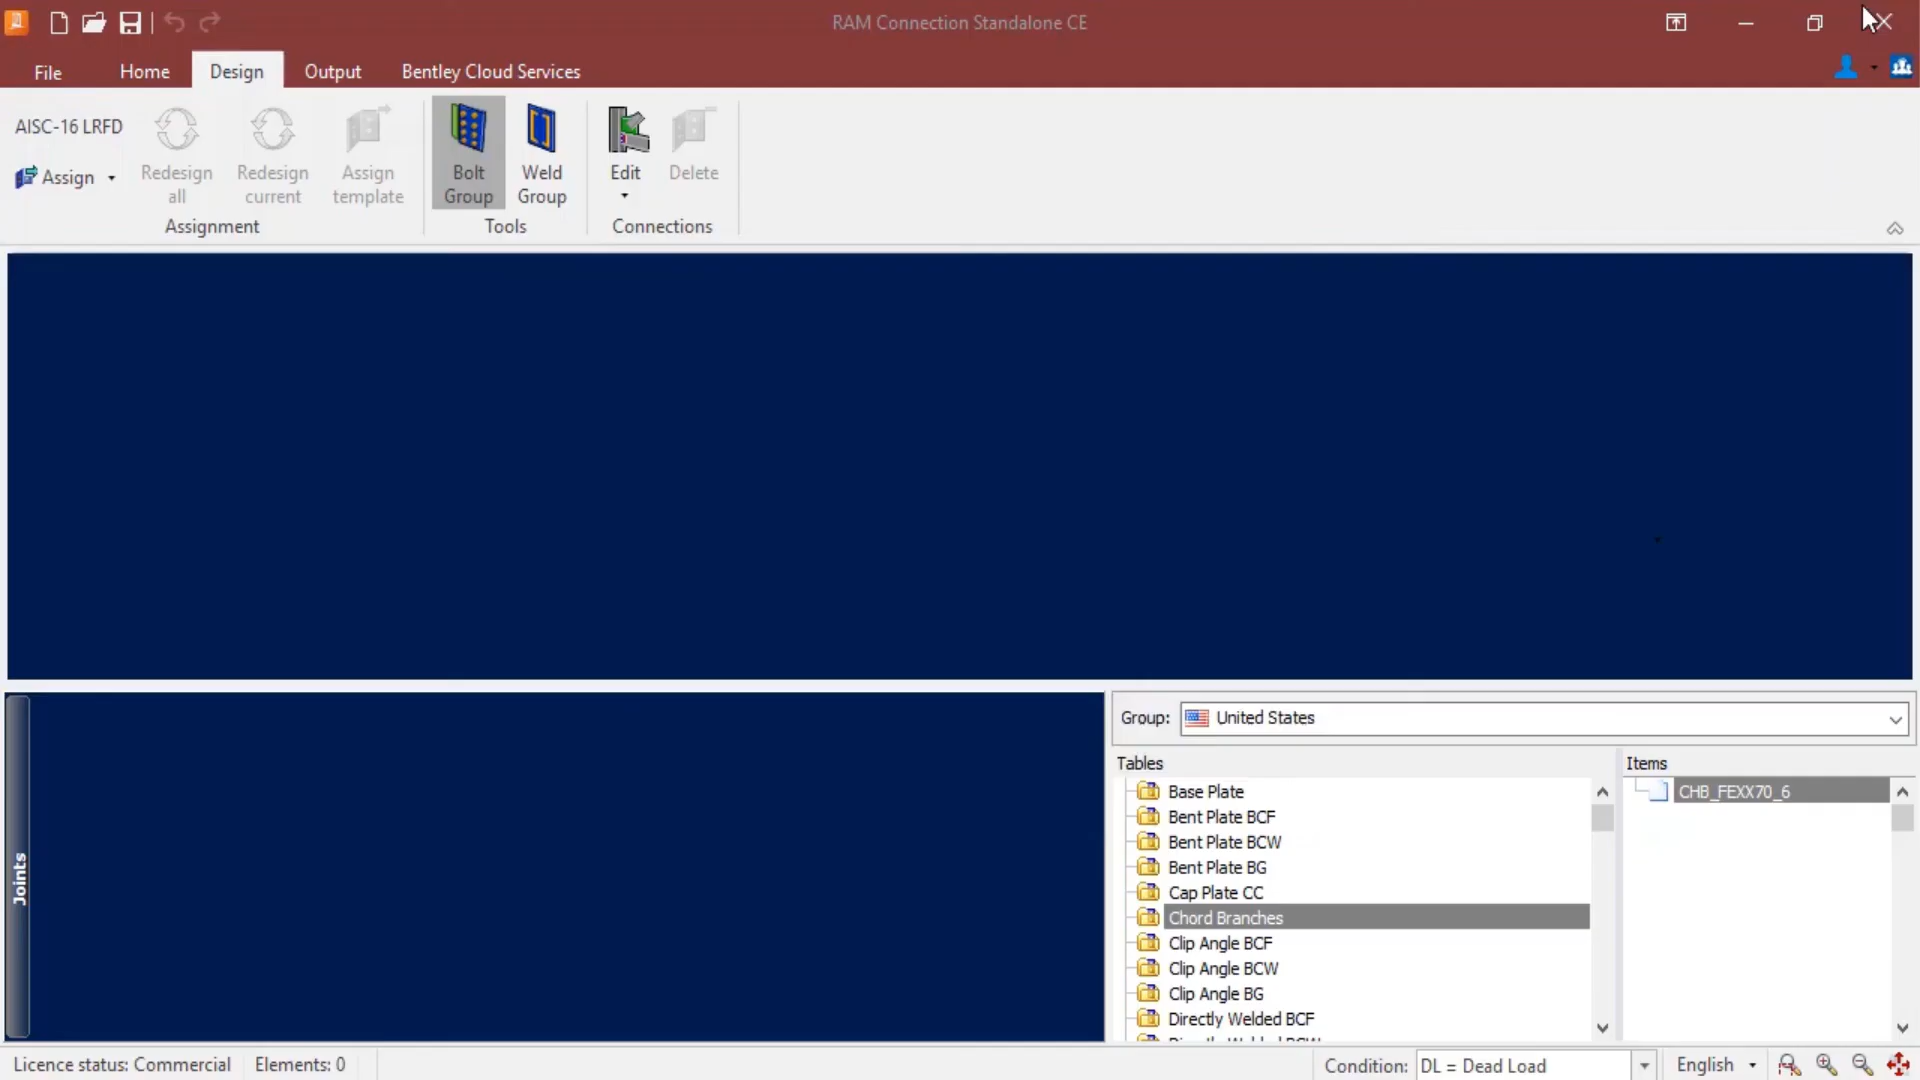 RAM Connection Standalone CE
File Home Design Output Bentley Cloud Services
AISC-16 LRFD
Assign
Redesign all
Redesign current
Assign template
Assignment
Bolt Group
Weld Group
Tools
Edit
Delete
Connections
Joints
Group: United States
Tables
Base Plate
Bent Plate BCF
Bent Plate BCW
Bent Plate BG
Cap Plate CC
Chord Branches
Clip Angle BCF
Clip Angle BCW
Clip Angle BG
Directly Welded BCF
Items
CHB_FEXX70_6
Licence status: Commercial Elements: 0
Condition: DL = Dead Load English